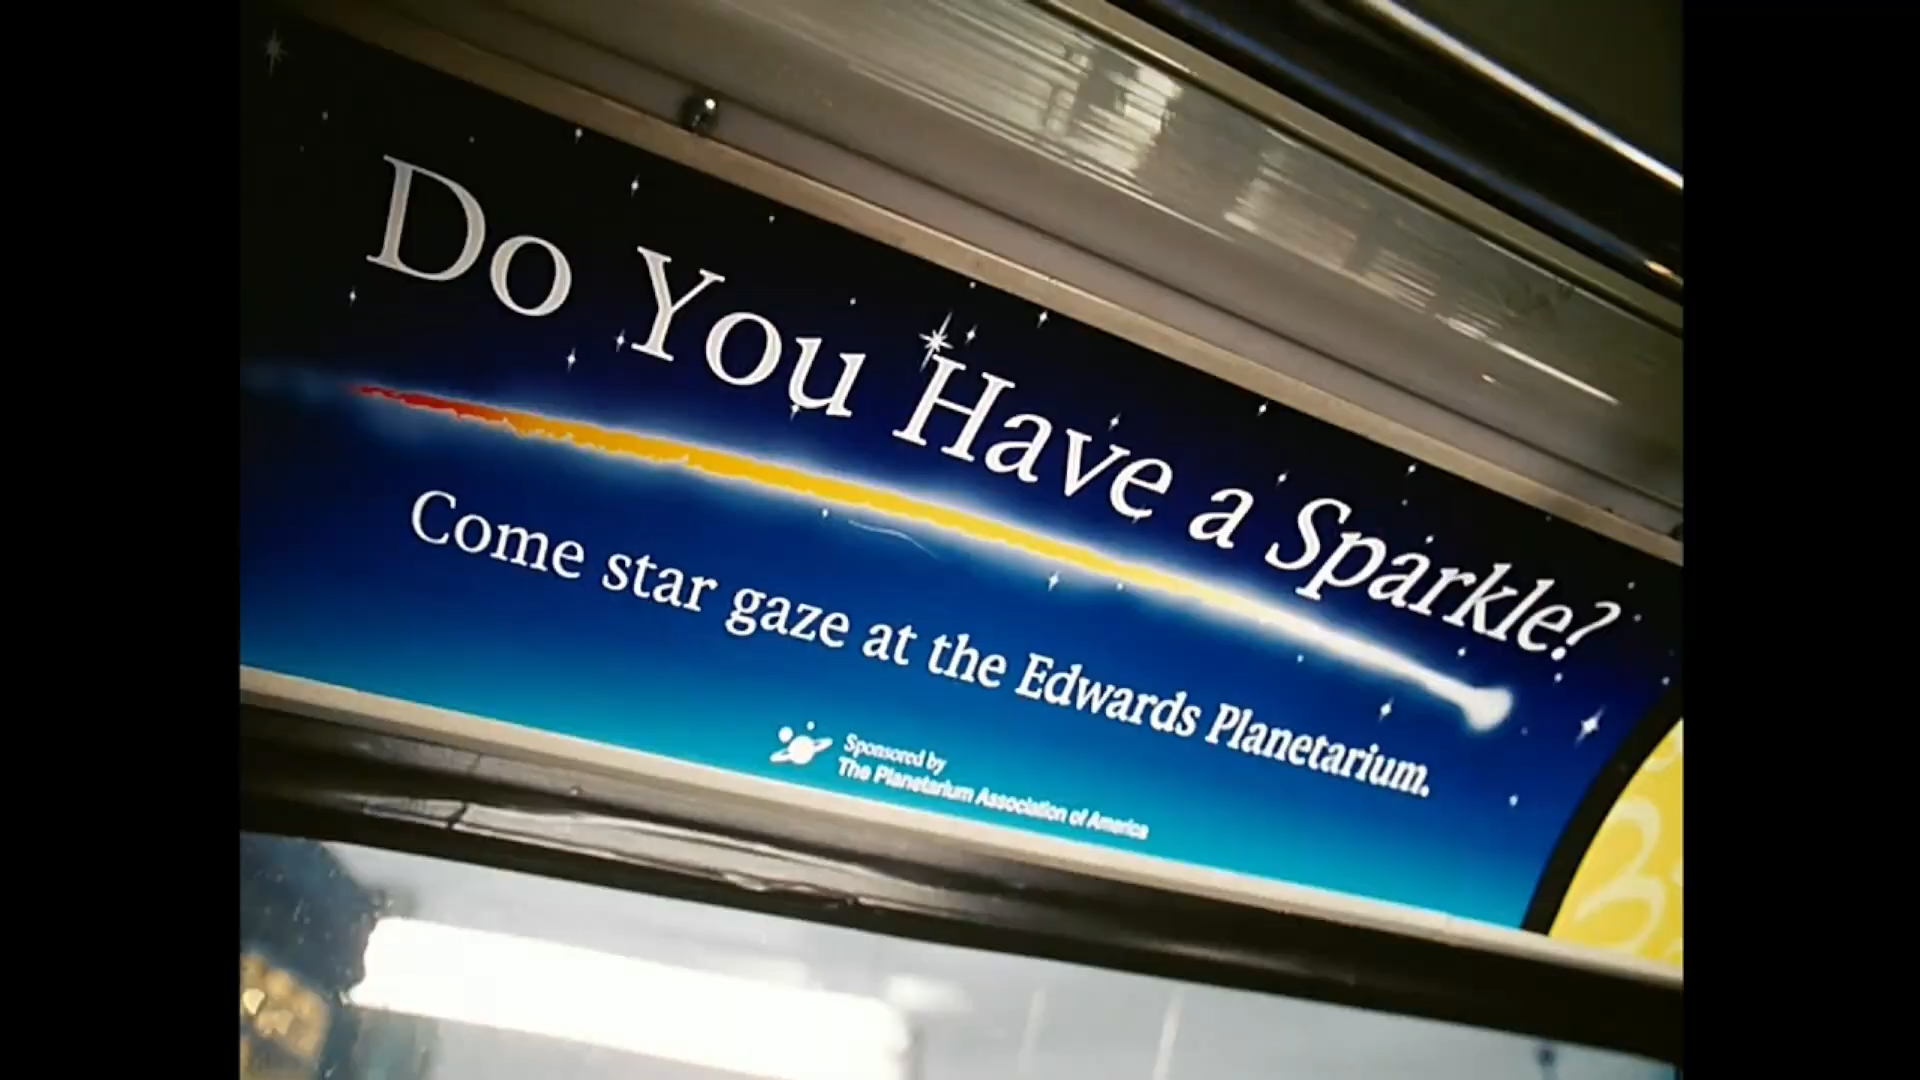 Do You Have a Sparkle?
Come star gaze at the Edwards Planetarium.
Sponsored by
The Planetarium Association of America